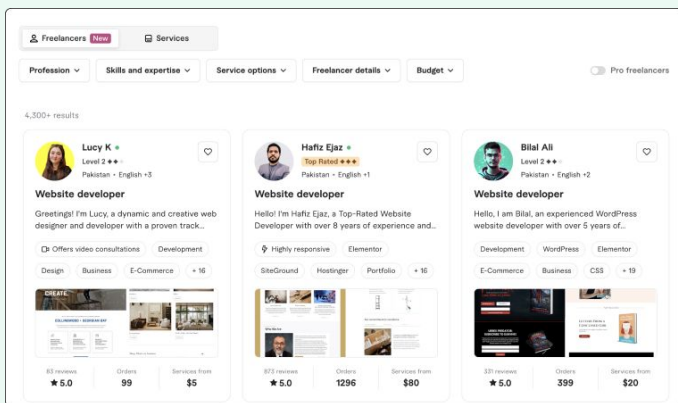 Freelancers New
Services
Profession
Skills and expertise
Service options
Freelancer details
Budget
Pro freelancers
4,300+ results
Lucy K
Level 2
Pakistan • English +3
Website developer
Greetings! I'm Lucy, a dynamic and creative web
designer and developer with a proven track...
Offers video consultations
Development
Design
Business
E-Commerce
+ 16
CREATE.
83 reviews
Orders
Services from
5.0
99
$5
Hafiz Ejaz
Top Rated
Pakistan • English +1
Website developer
Hello! I'm Hafiz Ejaz, a Top-Rated Website
Developer with over 8 years of experience and...
Highly responsive
Elementor
SiteGround
Hostinger
Portfolio
+ 16
873 reviews
Orders
Services from
5.0
1296
$80
Bilal Ali
Level 2
Pakistan • English +2
Website developer
Hello, I am Bilal, an experienced WordPress
website developer with over 5 years of...
Development
WordPress
Elementor
E-Commerce
Business
CSS
+ 19
331 reviews
Orders
Services from
5.0
399
$20